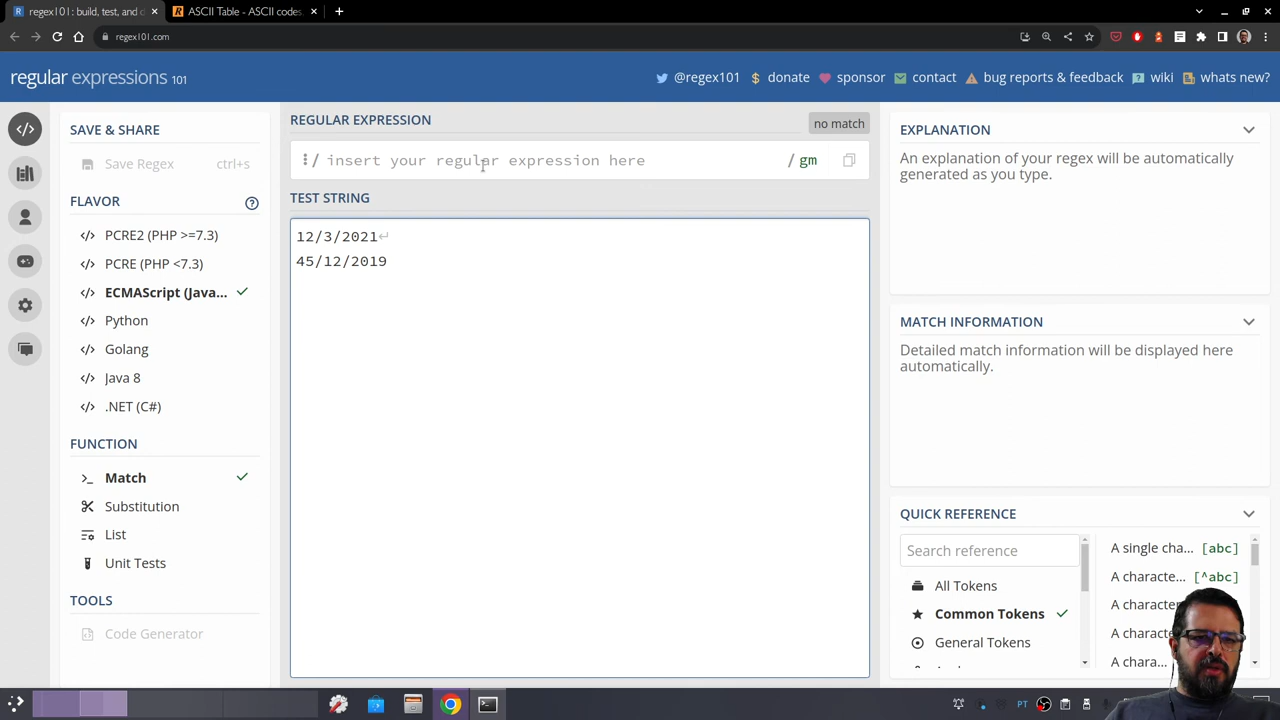 regex101: build, test, and d
ASCII Table - ASCII codes,
regex101.com
regular expressions 101
@regex101
donate
sponsor
contact
bug reports & feedback
wiki
whats new?
SAVE & SHARE
Save Regex
ctrl+s
FLAVOR
PCRE2 (PHP >=7.3)
PCRE (PHP <7.3)
ECMAScript (Java...
Python
Golang
Java 8
.NET (C#)
FUNCTION
Match
Substitution
List
Unit Tests
TOOLS
Code Generator
REGULAR EXPRESSION
no match
/ insert your regular expression here
/ gm
TEST STRING
12/3/2021
45/12/2019
EXPLANATION
An explanation of your regex will be automatically
generated as you type.
MATCH INFORMATION
Detailed match information will be displayed here
automatically.
QUICK REFERENCE
Search reference
All Tokens
Common Tokens
General Tokens
A single cha... [abc]
A characte... [^abc]
A characte
A characte
A chara...
PT